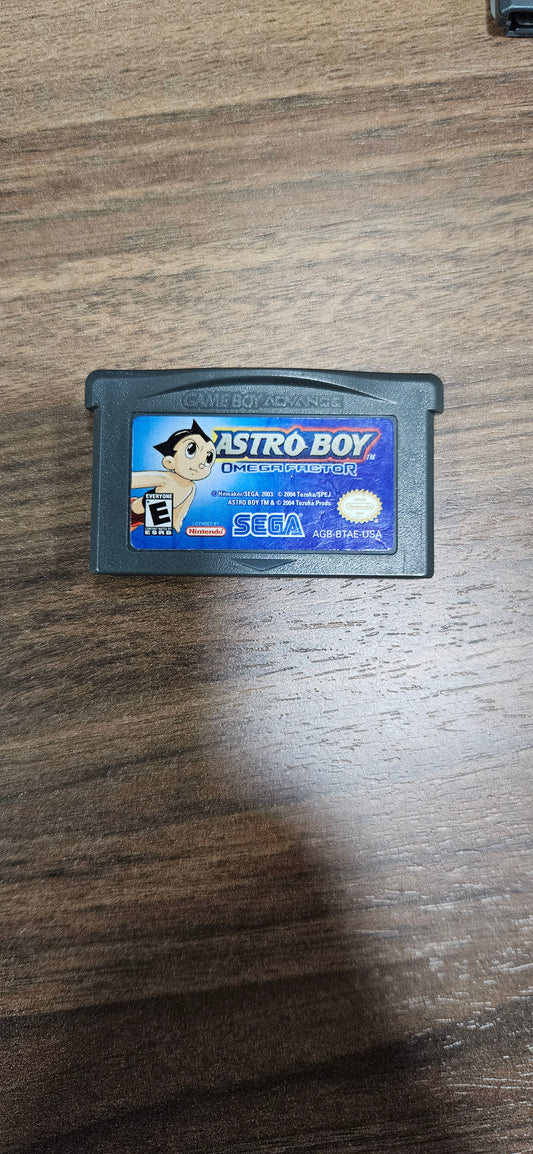 GAME BOY ADVANCE
ASTRO BOY TM
OMEGA FACTOR
© Hitmaker/SEGA, 2003. © 2004 Tezuka/SPEJ.
ASTRO BOY TM & © 2004 Tezuka Prods.
EVERYONE
E
ESRB
LICENSED BY
Nintendo
SEGA
AGB-BTAE-USA